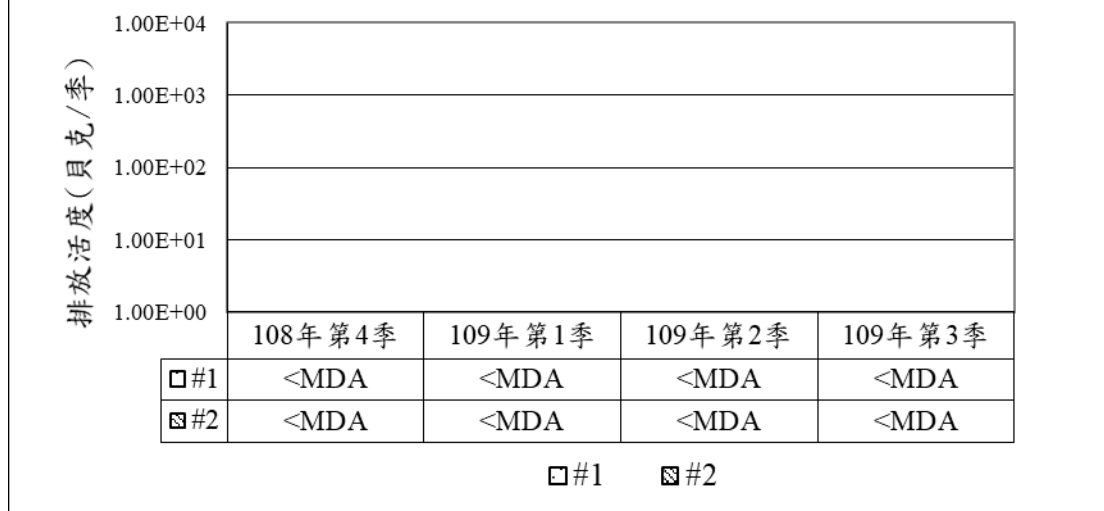 排放活度(貝克/季)
1.00E+04
1.00E+03
1.00E+02
1.00E+01
1.00E+00
108年第4季 109年第1季 109年第2季 109年第3季
#1 <MDA <MDA <MDA <MDA
#2 <MDA <MDA <MDA <MDA
#1 #2